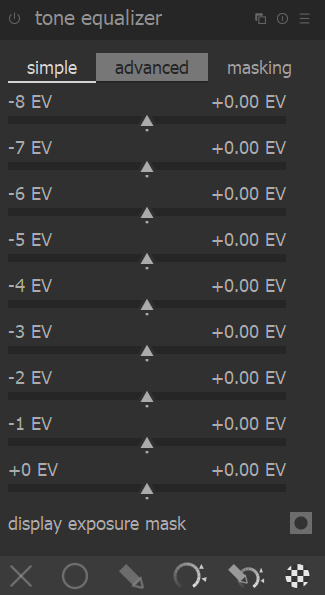 tone equalizer
simple advanced masking
-8 EV +0.00 EV
-7 EV +0.00 EV
-6 EV +0.00 EV
-5 EV +0.00 EV
-4 EV +0.00 EV
-3 EV +0.00 EV
-2 EV +0.00 EV
-1 EV +0.00 EV
+0 EV +0.00 EV
display exposure mask